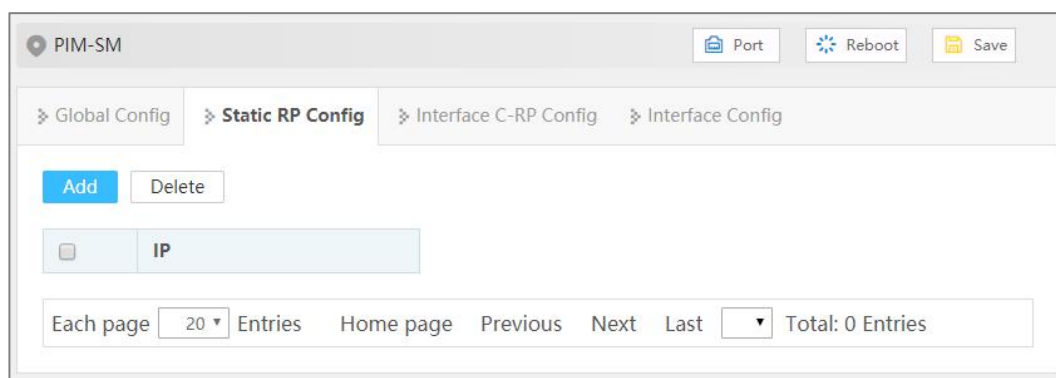 PIM-SM Port Reboot Save
Global Config Static RP Config Interface C-RP Config Interface Config
Add Delete
IP
Each page 20 Entries Home page Previous Next Last Total: 0 Entries